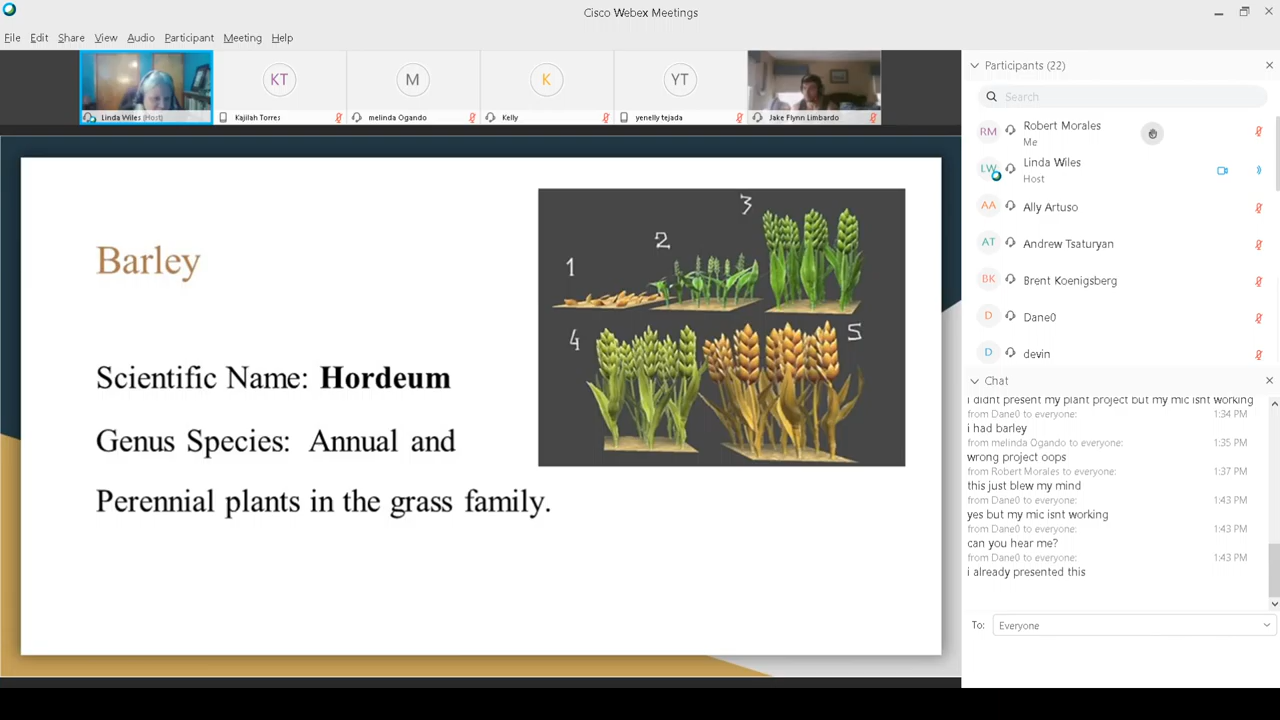 Cisco Webex Meetings
File Edit Share View Audio Participant Meeting Help
KT M K YT
Linda Wiles (Host) Kajilah Torres melinda Ogando Kelly yenelly tejada Jake Flynn Limbardo
Barley
Scientific Name: Hordeum
Genus Species: Annual and
Perennial plants in the grass family.
1
2
3
4
5
Participants (22)
Search
RM Robert Morales
Me
LW Linda Wiles
Host
AA Ally Artuso
AT Andrew Tsaturyan
BK Brent Koenigsberg
D Dane0
D devin
Chat
i didnt present my plant project but my mic isnt working
from Dane0 to everyone: 1:34 PM
i had barley
from melinda Ogando to everyone: 1:35 PM
wrong project oops
from Robert Morales to everyone: 1:37 PM
this just blew my mind
from Dane0 to everyone: 1:43 PM
yes but my mic isnt working
from Dane0 to everyone: 1:43 PM
can you hear me?
from Dane0 to everyone: 1:43 PM
i already presented this
To: Everyone